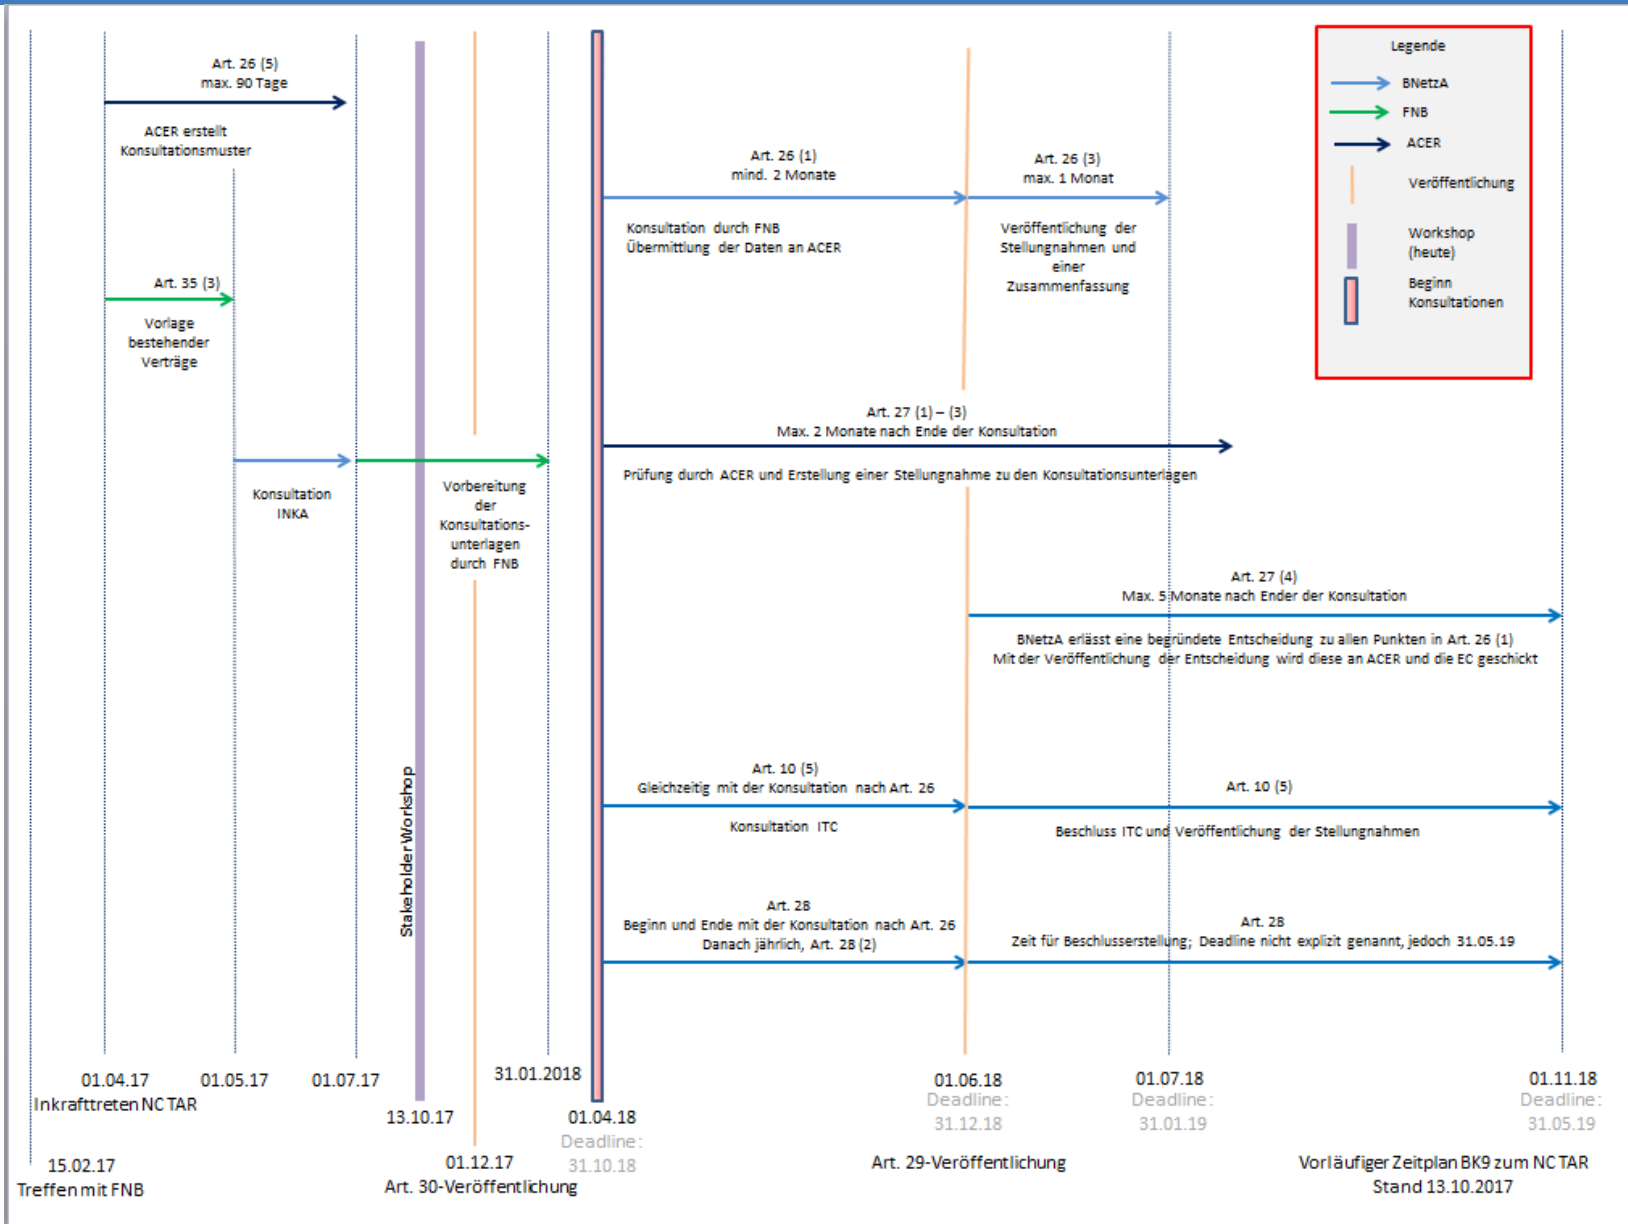 Art. 26 (5)
max. 90 Tage
ACER erstellt
Konsultationsmuster
Art. 35 (3)
Vorlage
bestehender
Verträge
Konsultation
INKA
Vorbereitung
der
Konsultations-
unterlagen
durch FNB
Stakeholder Workshop
Art. 26 (1)
mind. 2 Monate
Konsultation durch FNB
Übermittlung der Daten an ACER
Art. 26 (3)
max. 1 Monat
Veröffentlichung der
Stellungnahmen und
einer
Zusammenfassung
Legende
BNetzA
FNB
ACER
Veröffentlichung
Workshop
(heute)
Beginn
Konsultationen
Art. 27 (1) – (3)
Max. 2 Monate nach Ende der Konsultation
Prüfung durch ACER und Erstellung einer Stellungnahme zu den Konsultationsunterlagen
Art. 27 (4)
Max. 5 Monate nach Ender der Konsultation
BNetzA erlässt eine begründete Entscheidung zu allen Punkten in Art. 26 (1)
Mit der Veröffentlichung der Entscheidung wird diese an ACER und die EC geschickt
Art. 10 (5)
Gleichzeitig mit der Konsultation nach Art. 26
Konsultation ITC
Art. 10 (5)
Beschluss ITC und Veröffentlichung der Stellungnahmen
Art. 28
Beginn und Ende mit der Konsultation nach Art. 26
Danach jährlich, Art. 28 (2)
Art. 28
Zeit für Beschlusserstellung; Deadline nicht explizit genannt, jedoch 31.05.19
15.02.17
Treffen mit FNB
01.04.17
Inkrafttreten NC TAR
01.05.17
01.07.17
13.10.17
01.12.17
Art. 30-Veröffentlichung
31.01.2018
01.04.18
Deadline:
31.10.18
01.06.18
Deadline:
31.12.18
Art. 29-Veröffentlichung
01.07.18
Deadline:
31.01.19
01.11.18
Deadline:
31.05.19
Vorläufiger Zeitplan BK9 zum NC TAR
Stand 13.10.2017